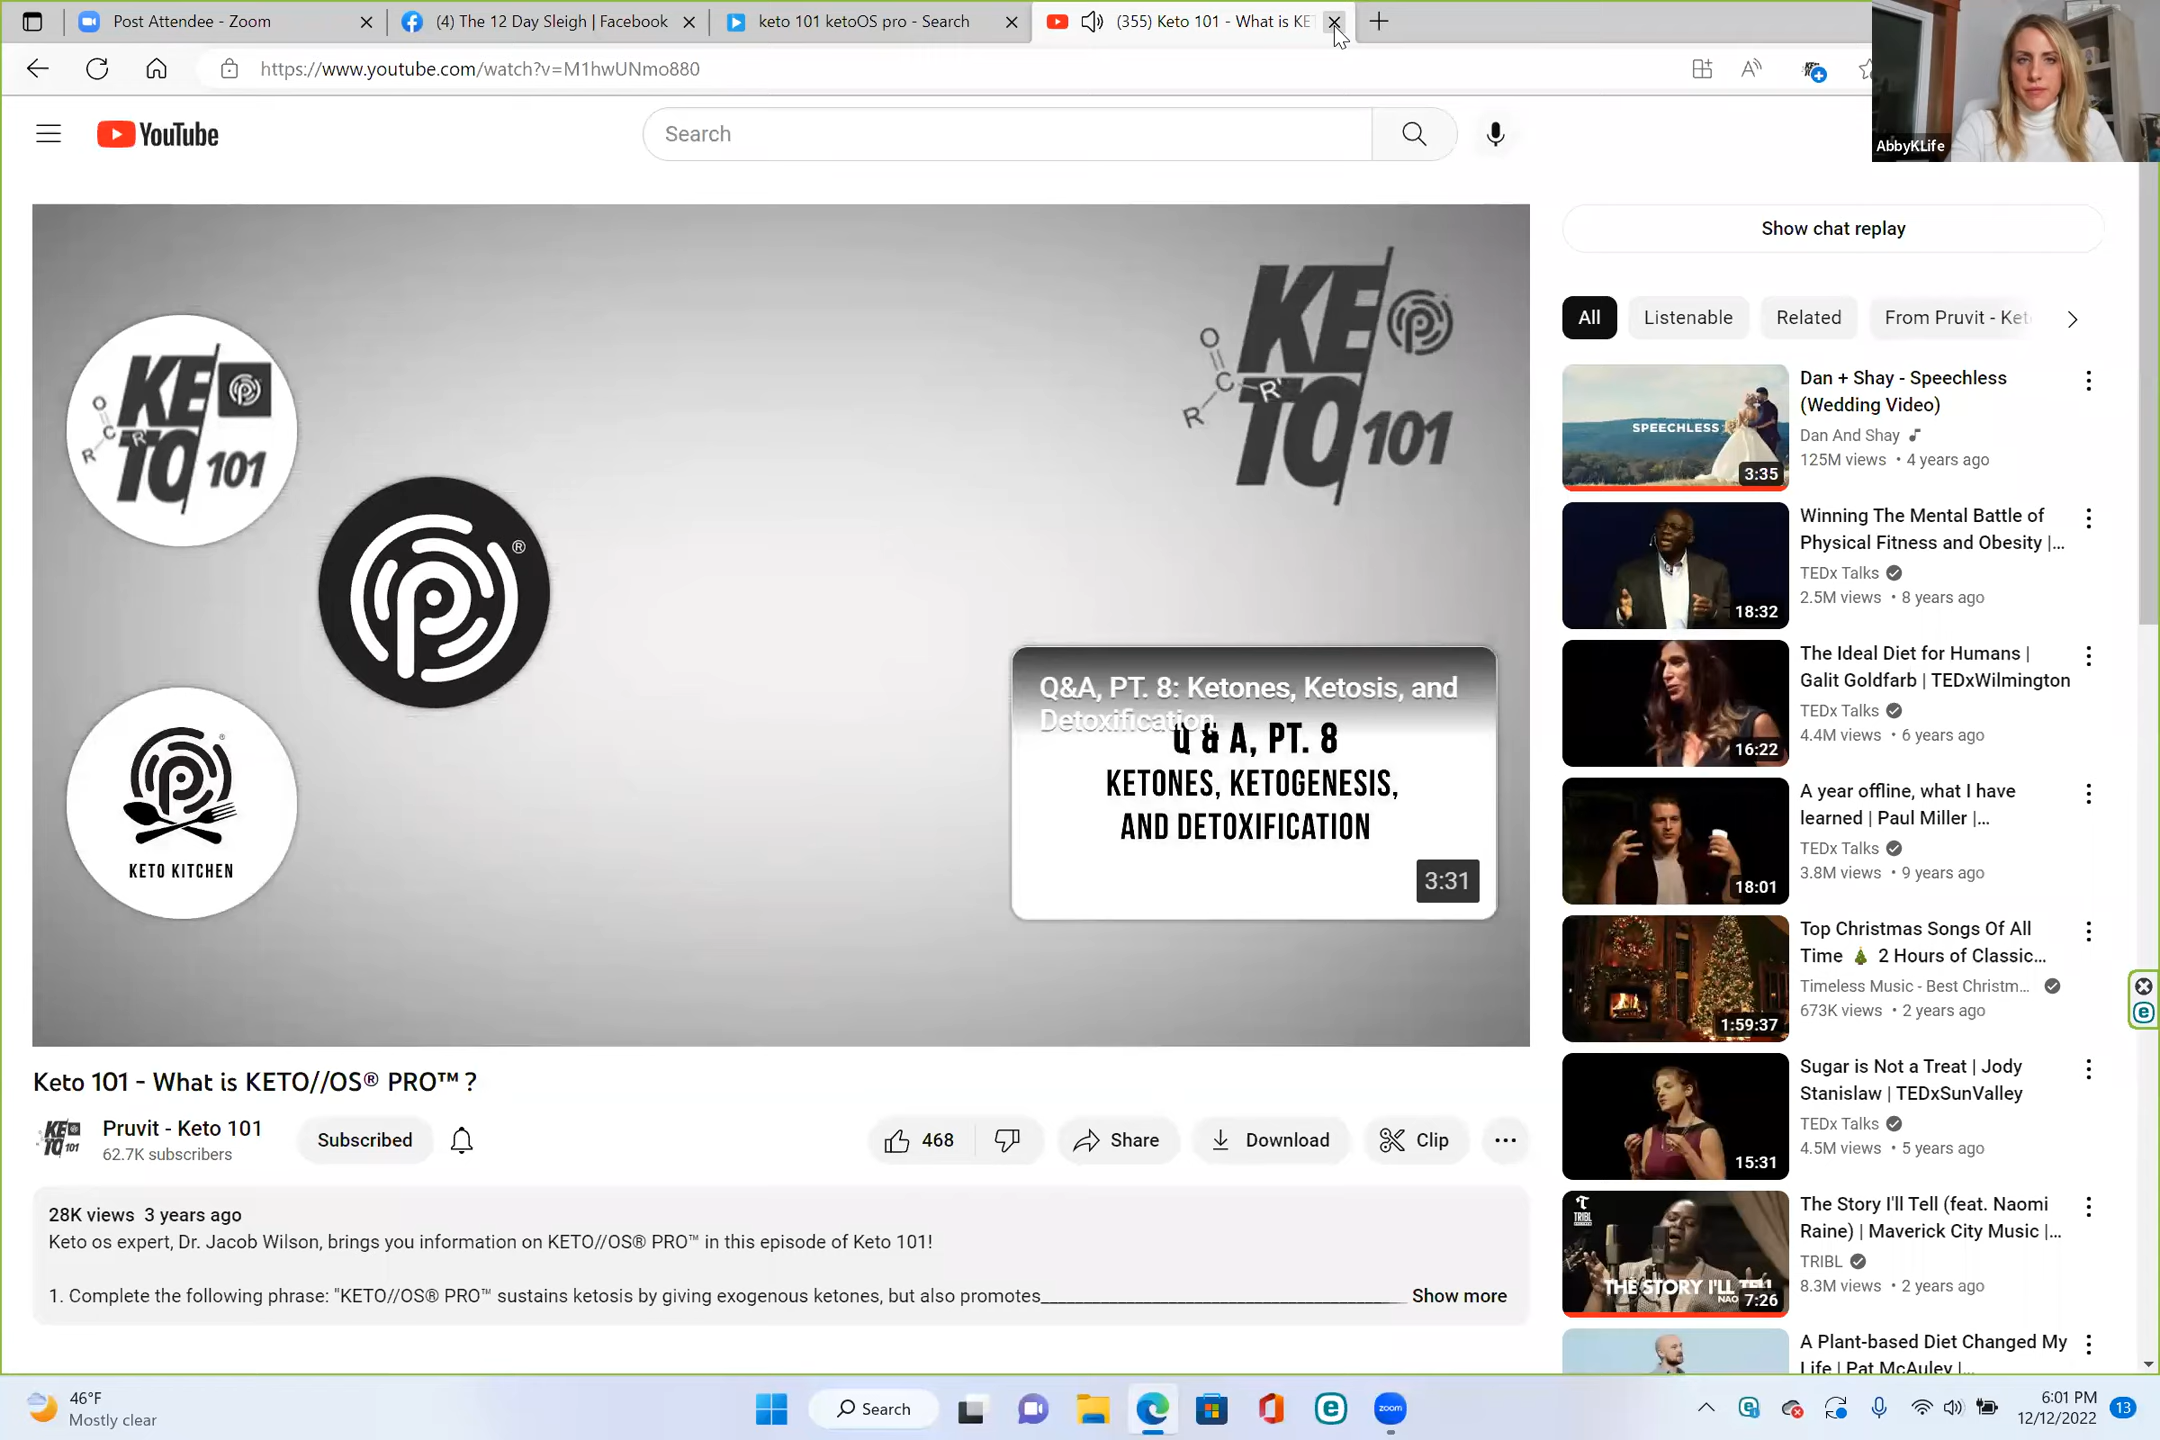 Post Attendee - Zoom
(4) The 12 Day Sleigh | Facebook
keto 101 ketoOS pro - Search
(355) Keto 101 - What is KE
https://www.youtube.com/watch?v=M1hwUNmo880
AbbyKLife
YouTube
Search
Show chat replay
KETO 101
KETO 101
O
C
R
R'
KETO KITCHEN
Q&A, PT. 8: Ketones, Ketosis, and
Detoxification
Q & A, PT. 8
KETONES, KETOGENESIS,
AND DETOXIFICATION
3:31
All
Listenable
Related
From Pruvit - Ket
Dan + Shay - Speechless
(Wedding Video)
Dan And Shay
125M views • 4 years ago
SPEECHLESS
3:35
Winning The Mental Battle of
Physical Fitness and Obesity |...
TEDx Talks
2.5M views • 8 years ago
18:32
The Ideal Diet for Humans |
Galit Goldfarb | TEDxWilmington
TEDx Talks
4.4M views • 6 years ago
16:22
A year offline, what I have
learned | Paul Miller |...
TEDx Talks
3.8M views • 9 years ago
18:01
Top Christmas Songs Of All
Time 🎄 2 Hours of Classic...
Timeless Music - Best Christm...
673K views • 2 years ago
1:59:37
Sugar is Not a Treat | Jody
Stanislaw | TEDxSunValley
TEDx Talks
4.5M views • 5 years ago
15:31
The Story I'll Tell (feat. Naomi
Raine) | Maverick City Music |...
TRIBL
8.3M views • 2 years ago
TRIBL
THE STORY I'LL TELL
7:26
A Plant-based Diet Changed My
Life | Pat McAuley |...
Keto 101 - What is KETO//OS® PRO™ ?
Pruvit - Keto 101
62.7K subscribers
Subscribed
468
Share
Download
Clip
28K views 3 years ago
Keto os expert, Dr. Jacob Wilson, brings you information on KETO//OS® PRO™ in this episode of Keto 101!
1. Complete the following phrase: "KETO//OS® PRO™ sustains ketosis by giving exogenous ketones, but also promotes____ Show more
46°F
Mostly clear
Search
zoom
6:01 PM
12/12/2022
13